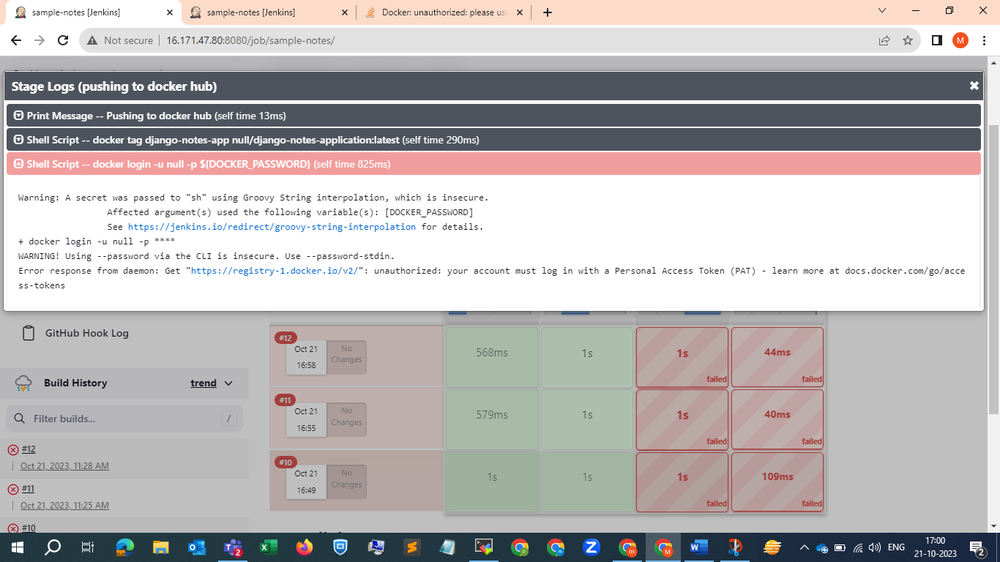 sample-notes [Jenkins]
sample-notes [Jenkins]
Docker: unauthorized: please use
Not secure
16.171.47.80:8080/job/sample-notes/
M
Stage Logs (pushing to docker hub)
Print Message -- Pushing to docker hub (self time 13ms)
Shell Script -- docker tag django-notes-app null/django-notes-application:latest (self time 290ms)
Shell Script -- docker login -u null -p ${DOCKER_PASSWORD} (self time 825ms)
Warning: A secret was passed to "sh" using Groovy String interpolation, which is insecure.
Affected argument(s) used the following variable(s): [DOCKER_PASSWORD]
See https://jenkins.io/redirect/groovy-string-interpolation for details.
+ docker login -u null -p ****
WARNING! Using --password via the CLI is insecure. Use --password-stdin.
Error response from daemon: Get "https://registry-1.docker.io/v2/": unauthorized: your account must log in with a Personal Access Token (PAT) - learn more at docs.docker.com/go/acce
ss-tokens
GitHub Hook Log
Build History
trend
Filter builds...
/
#12
Oct 21, 2023, 11:28 AM
#11
Oct 21, 2023, 11:25 AM
#10
#12
Oct 21
16:58
No
Changes
568ms
1s
1s
failed
44ms
failed
#11
Oct 21
16:55
No
Changes
579ms
1s
1s
failed
40ms
failed
#10
Oct 21
16:49
No
Changes
1s
1s
1s
failed
109ms
failed
ENG
17:00
21-10-2023
2